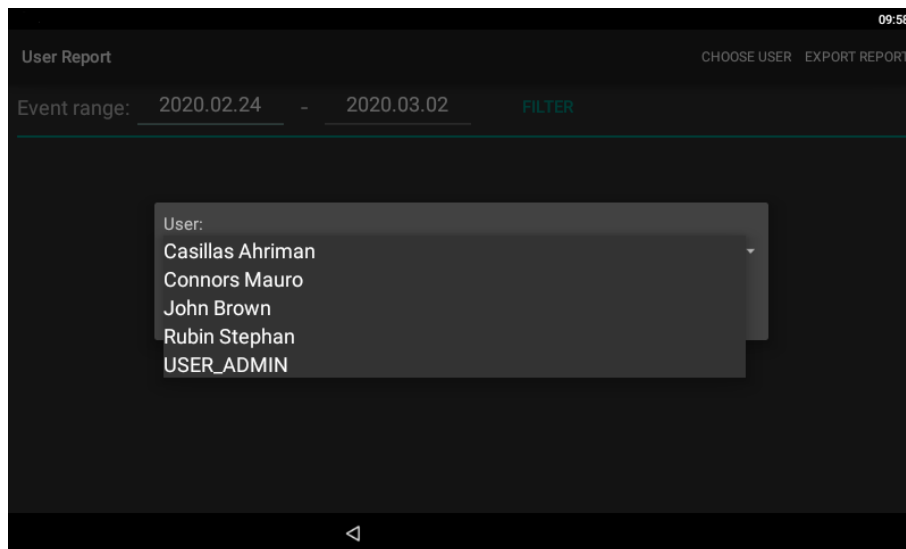 09:58
User Report CHOOSE USER EXPORT REPORT
Event range: 2020.02.24 - 2020.03.02 FILTER
User:
Casillas Ahriman
Connors Mauro
John Brown
Rubin Stephan
USER_ADMIN